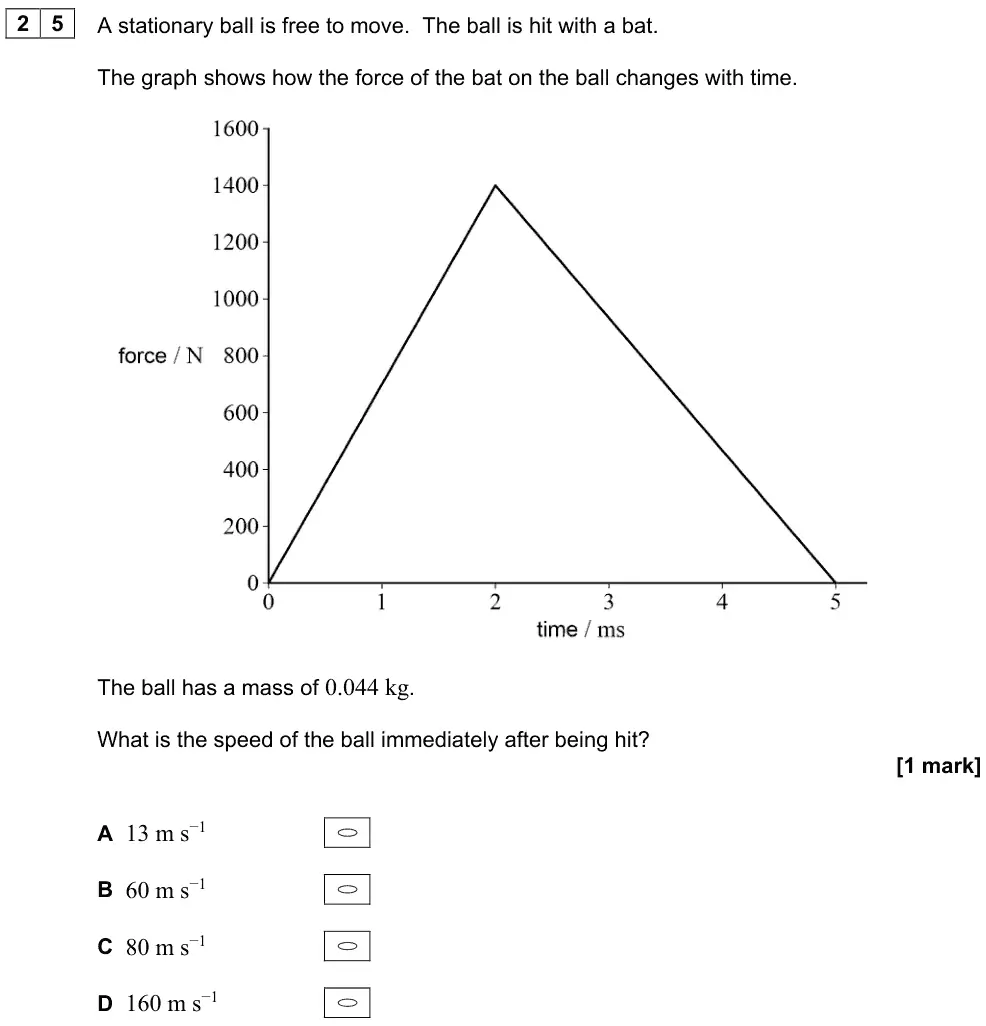 2 5 A stationary ball is free to move. The ball is hit with a bat.
The graph shows how the force of the bat on the ball changes with time.
1600
1400
1200
1000
force / N 800
600
400
200
0
0 1 2 3 4 5
time / ms
The ball has a mass of 0.044 kg.
What is the speed of the ball immediately after being hit?
[1 mark]
A 13 m s⁻¹
B 60 m s⁻¹
C 80 m s⁻¹
D 160 m s⁻¹